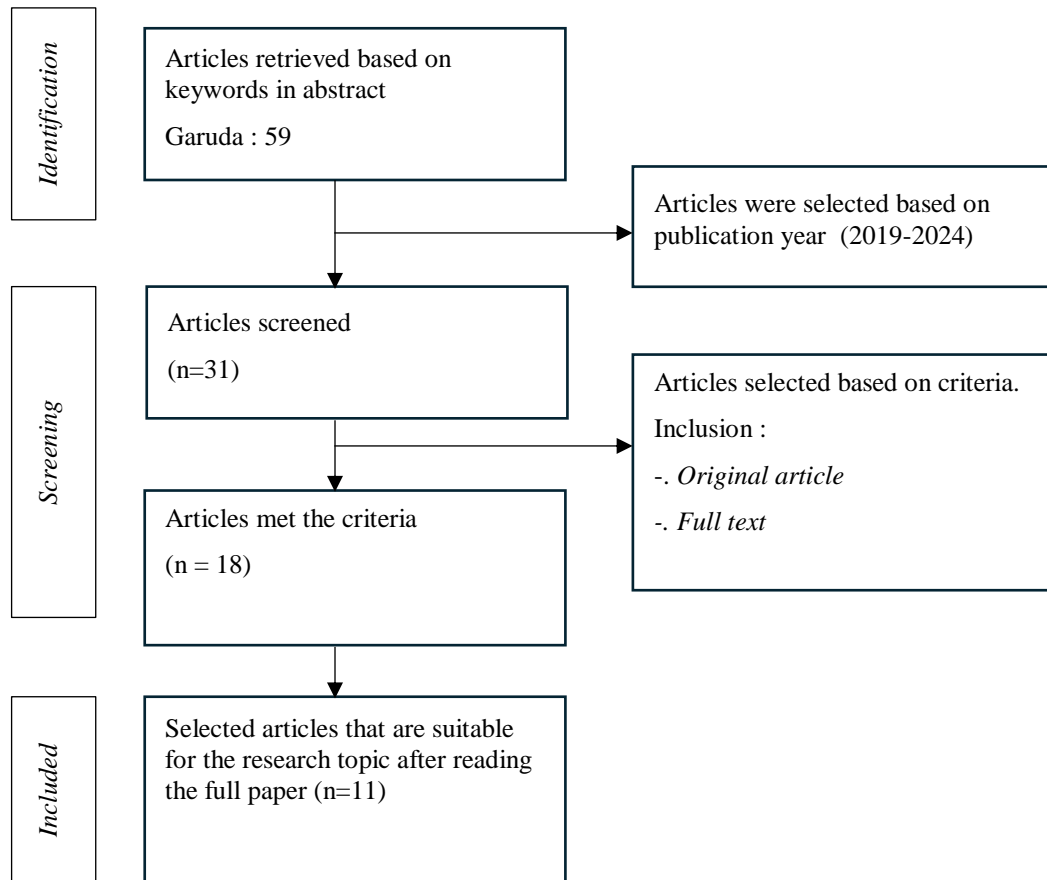 Identification
Articles retrieved based on
keywords in abstract
Garuda : 59
Articles were selected based on
publication year (2019-2024)
Screening
Articles screened
(n=31)
Articles selected based on criteria.
Inclusion :
-. Original article
-. Full text
Articles met the criteria
(n = 18)
Included
Selected articles that are suitable
for the research topic after reading
the full paper (n=11)